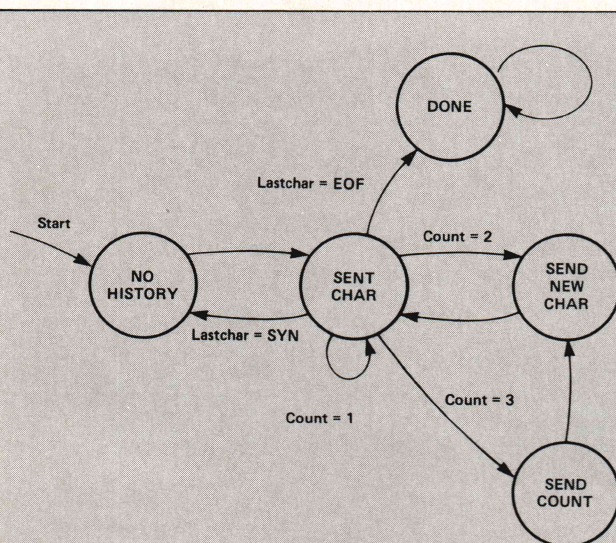 DONE
Lastchar = EOF
Start
Count = 2
NO
HISTORY
SENT
CHAR
SEND
NEW
CHAR
Lastchar = SYN
Count = 3
Count = 1
SEND
COUNT